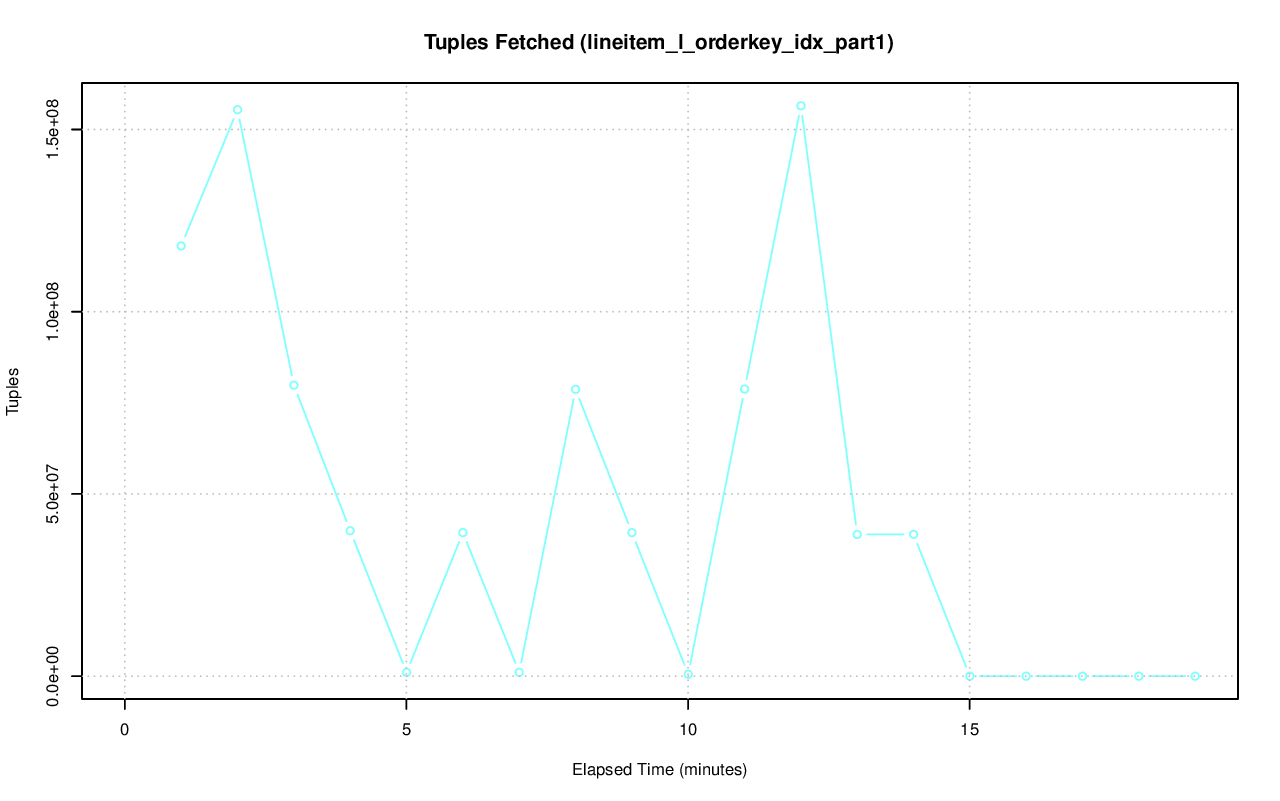 Tuples Fetched (lineitem_l_orderkey_idx_part1)
1.5e+08
1.0e+08
5.0e+07
0.0e+00
Tuples
0 5 10 15
Elapsed Time (minutes)